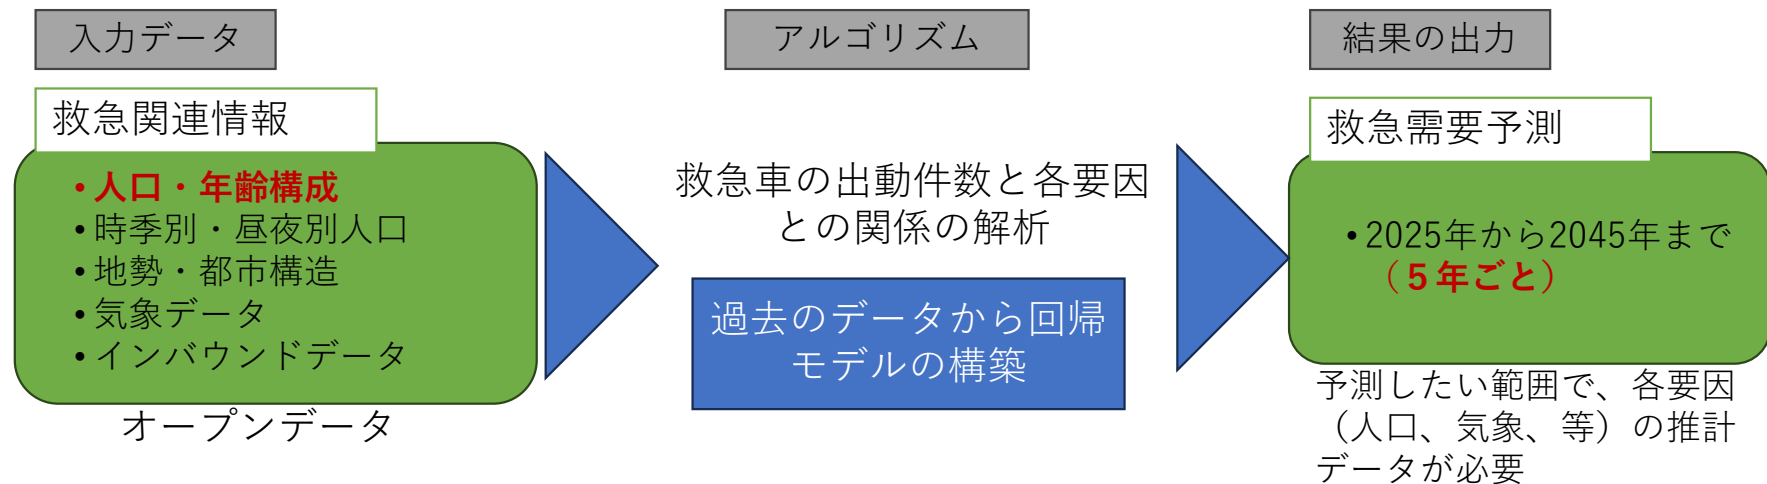 入力データ
救急関連情報
•人口・年齢構成
•時季別・昼夜別人口
•地勢・都市構造
•気象データ
•インバウンドデータ
オープンデータ
アルゴリズム
救急車の出動件数と各要因
との関係の解析
過去のデータから回帰
モデルの構築
結果の出力
救急需要予測
•2025年から2045年まで
（５年ごと）
予測したい範囲で、各要因
（人口、気象、等）の推計
データが必要